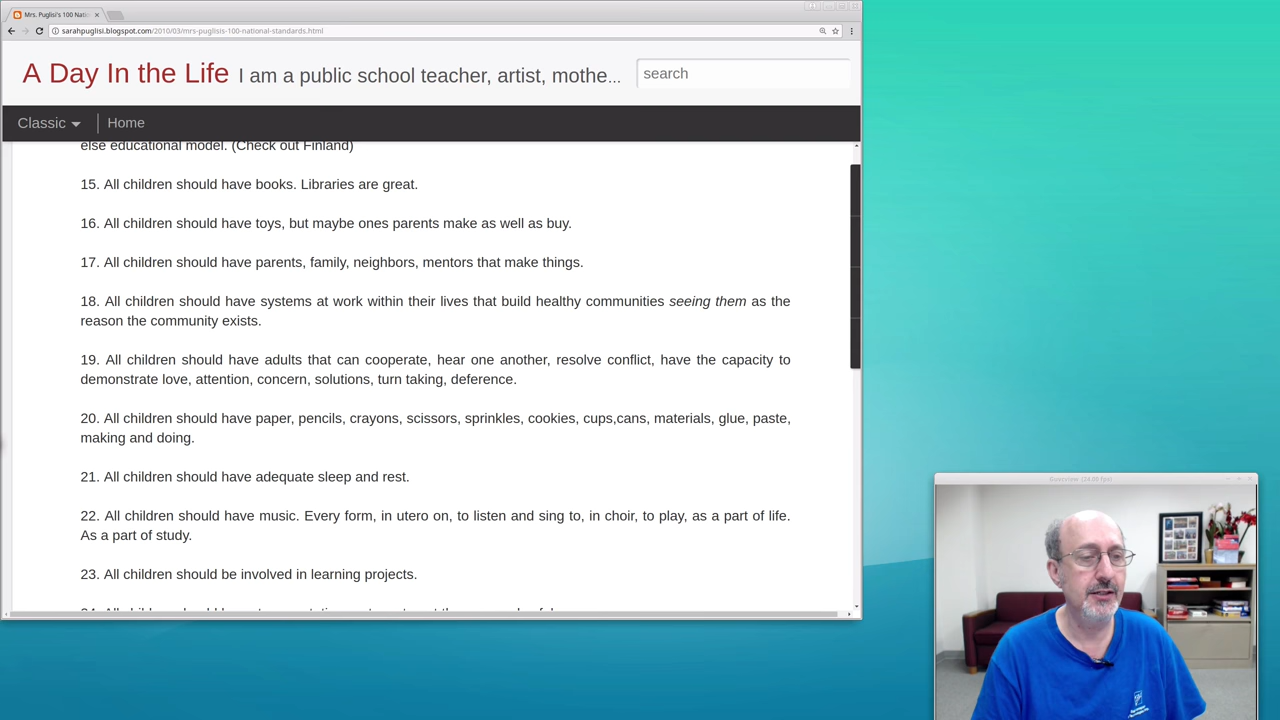 Mrs. Puglisi's 100 Natio
sarahpuglisi.blogspot.com/2010/03/mrs-puglisis-100-national-standards.html
A Day In the Life I am a public school teacher, artist, mothe...
search
Classic
Home
else educational model. (Check out Finland)
15. All children should have books. Libraries are great.
16. All children should have toys, but maybe ones parents make as well as buy.
17. All children should have parents, family, neighbors, mentors that make things.
18. All children should have systems at work within their lives that build healthy communities seeing them as the
reason the community exists.
19. All children should have adults that can cooperate, hear one another, resolve conflict, have the capacity to
demonstrate love, attention, concern, solutions, turn taking, deference.
20. All children should have paper, pencils, crayons, scissors, sprinkles, cookies, cups,cans, materials, glue, paste,
making and doing.
21. All children should have adequate sleep and rest.
22. All children should have music. Every form, in utero on, to listen and sing to, in choir, to play, as a part of life.
As a part of study.
23. All children should be involved in learning projects.